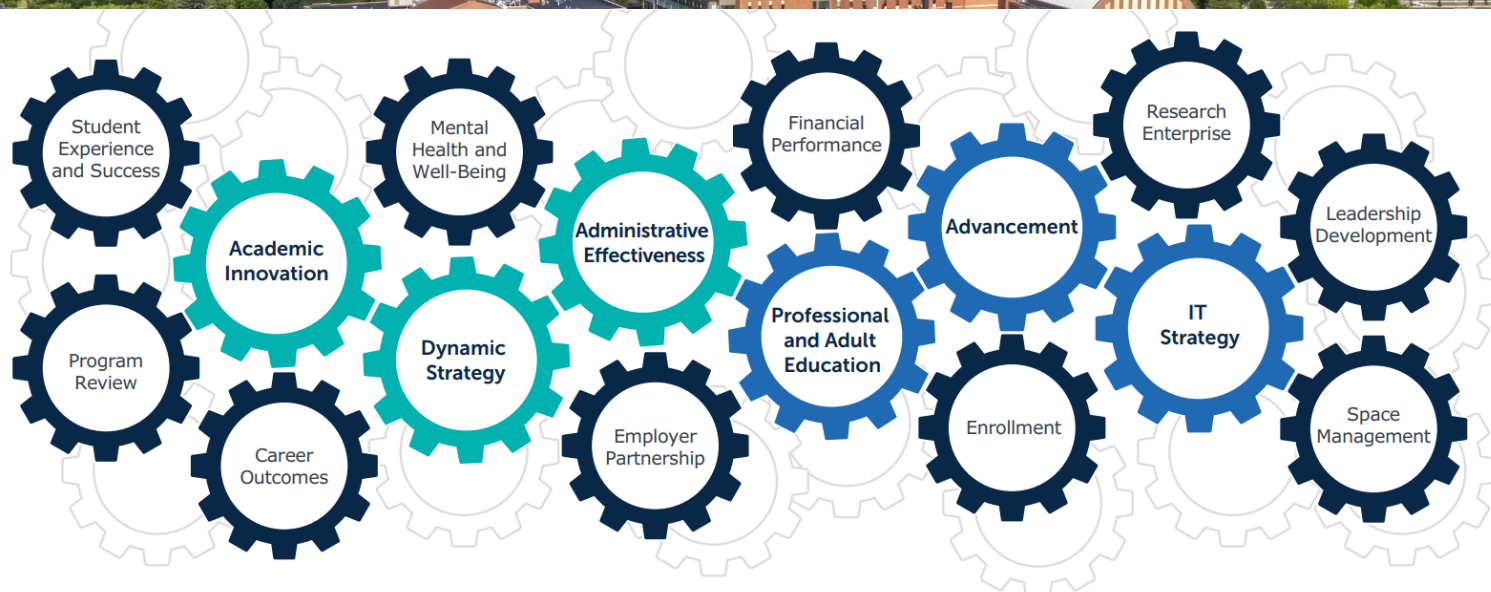 Student
Experience
and Success
Academic
Innovation
Program
Review
Career
Outcomes
Mental
Health and
Well-Being
Dynamic
Strategy
Administrative
Effectiveness
Employer
Partnership
Financial
Performance
Professional
and Adult
Education
Advancement
Enrollment
Research
Enterprise
IT
Strategy
Leadership
Development
Space
Management